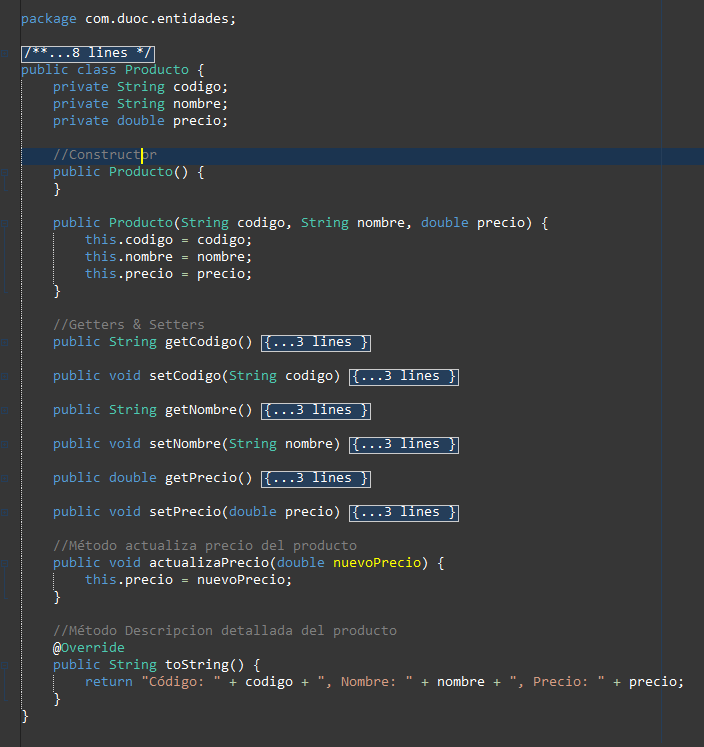 package com.duoc.entidades;
/**...8 lines */
public class Producto {
private String codigo;
private String nombre;
private double precio;
//Constructor
public Producto() {
}
public Producto(String codigo, String nombre, double precio) {
this.codigo = codigo;
this.nombre = nombre;
this.precio = precio;
}
//Getters & Setters
public String getCodigo() {...3 lines }
public void setCodigo(String codigo) {...3 lines }
public String getNombre() {...3 lines }
public void setNombre(String nombre) {...3 lines }
public double getPrecio() {...3 lines }
public void setPrecio(double precio) {...3 lines }
//Método actualiza precio del producto
public void actualizaPrecio(double nuevoPrecio) {
this.precio = nuevoPrecio;
}
//Método Descripcion detallada del producto
@Override
public String toString() {
return "Código: " + codigo + ", Nombre: " + nombre + ", Precio: " + precio;
}
}